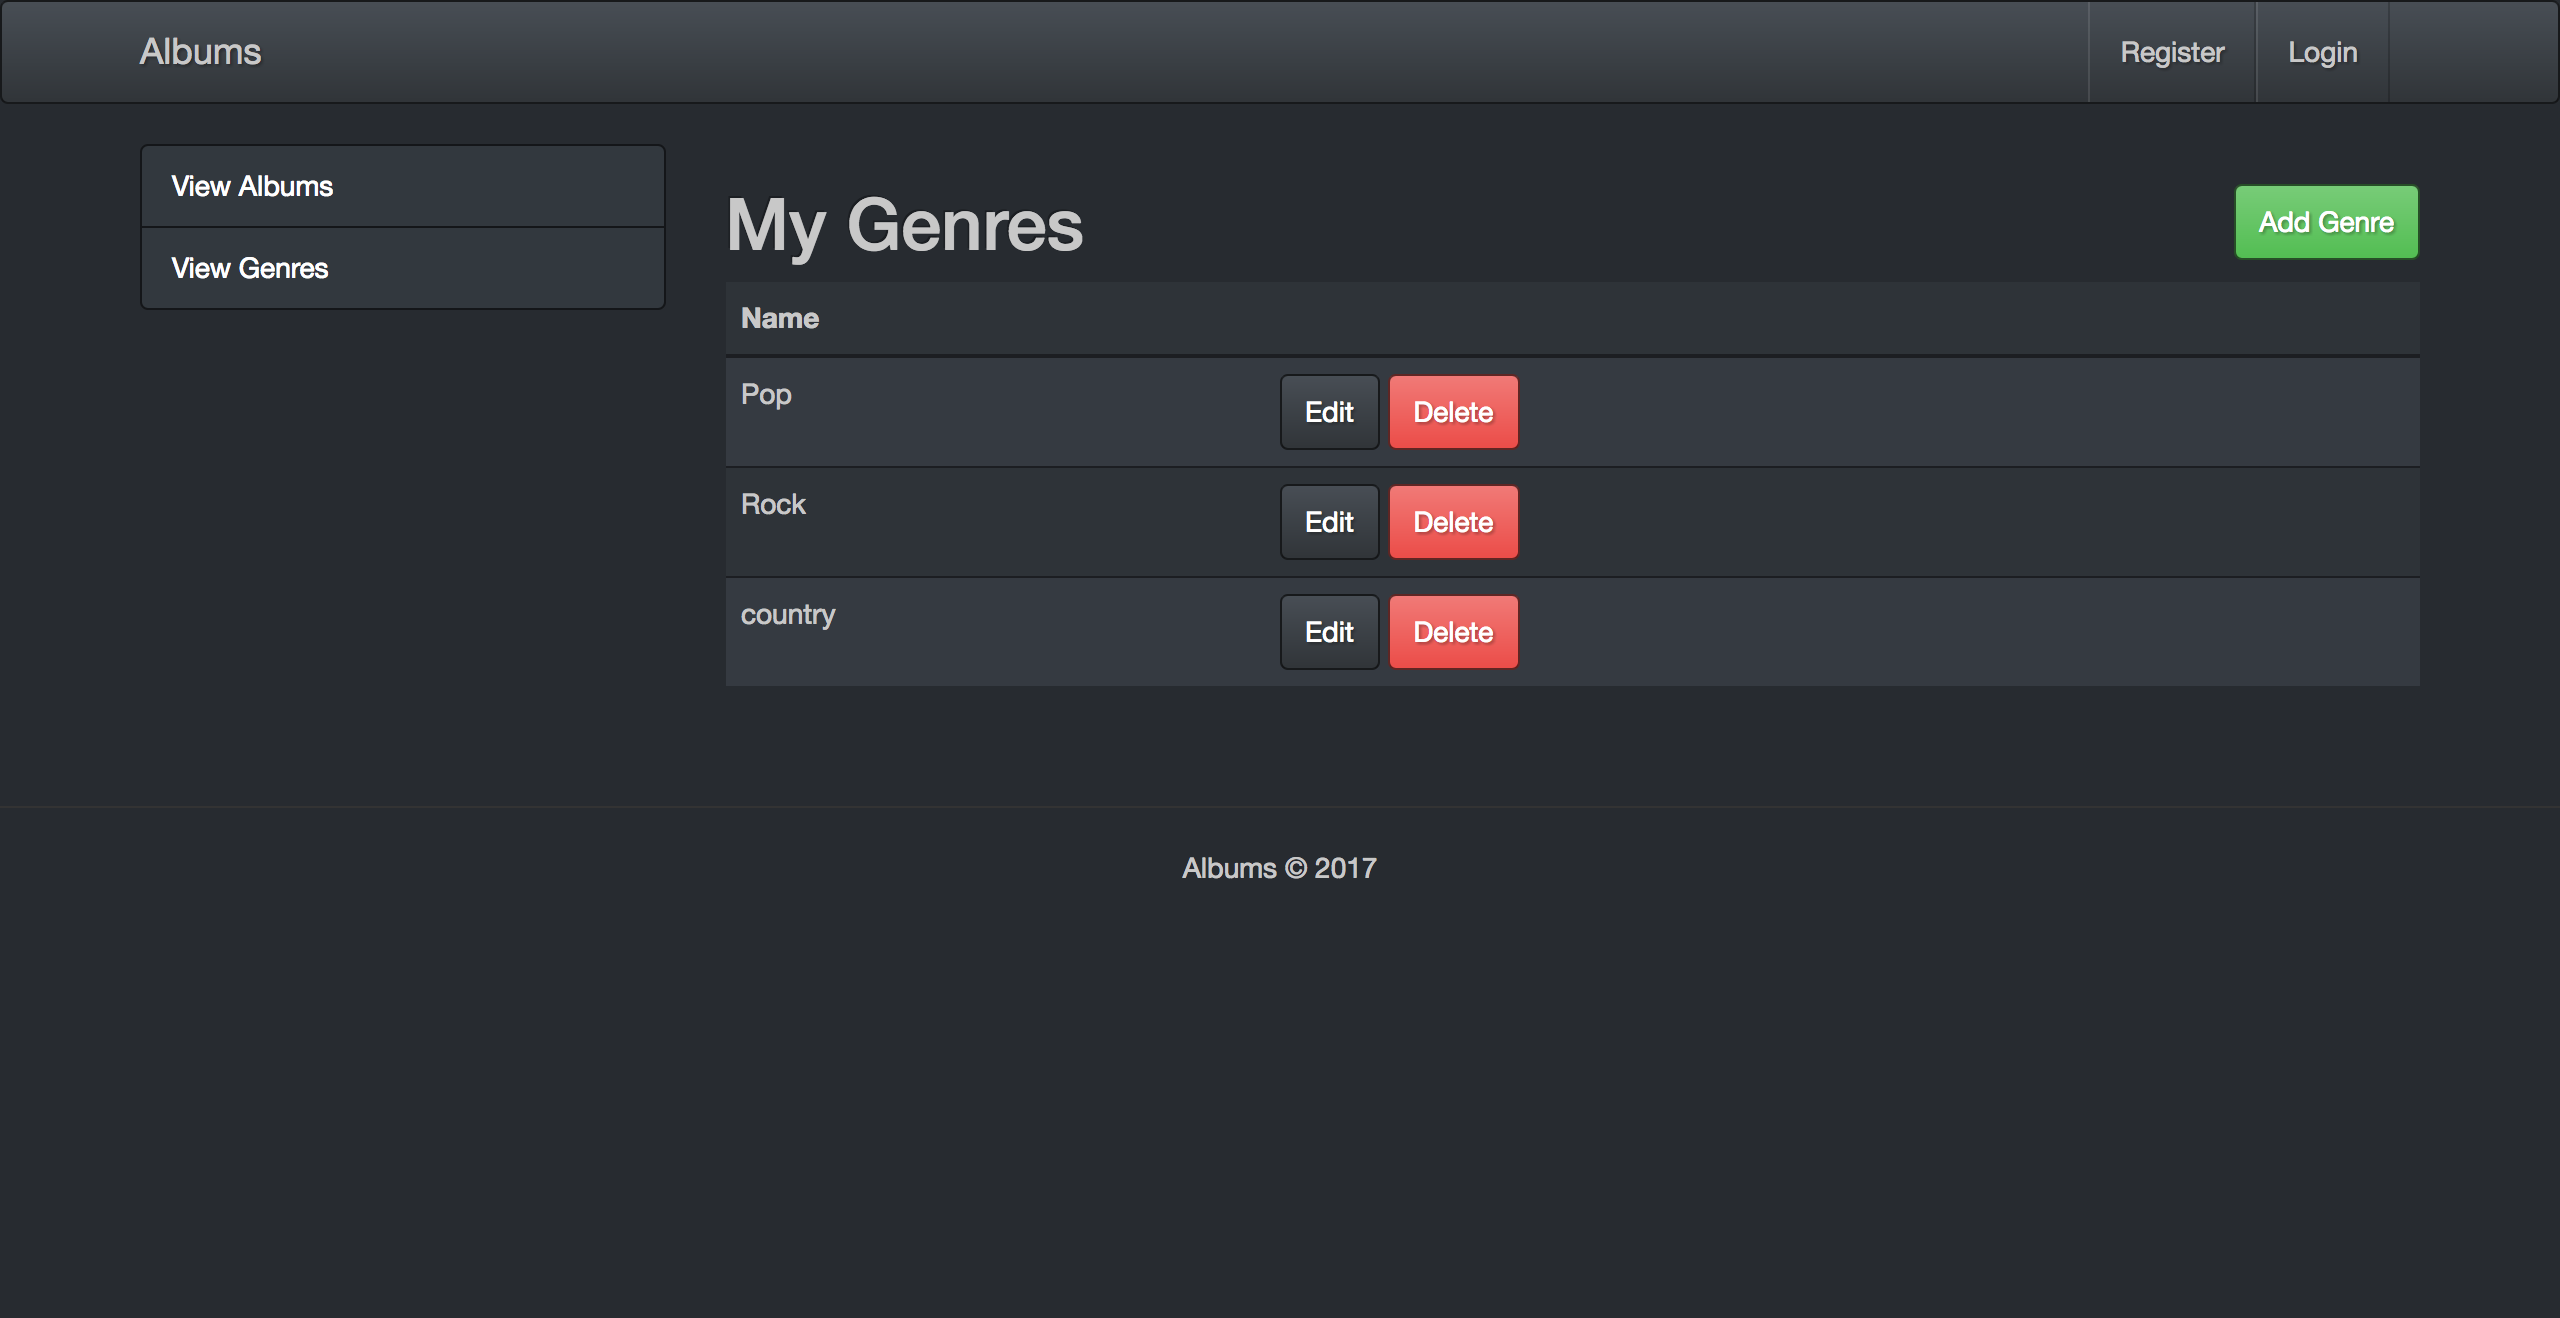 Albums Register Login
View Albums
View Genres
My Genres Add Genre
Name
Pop Edit Delete
Rock Edit Delete
country Edit Delete
Albums © 2017